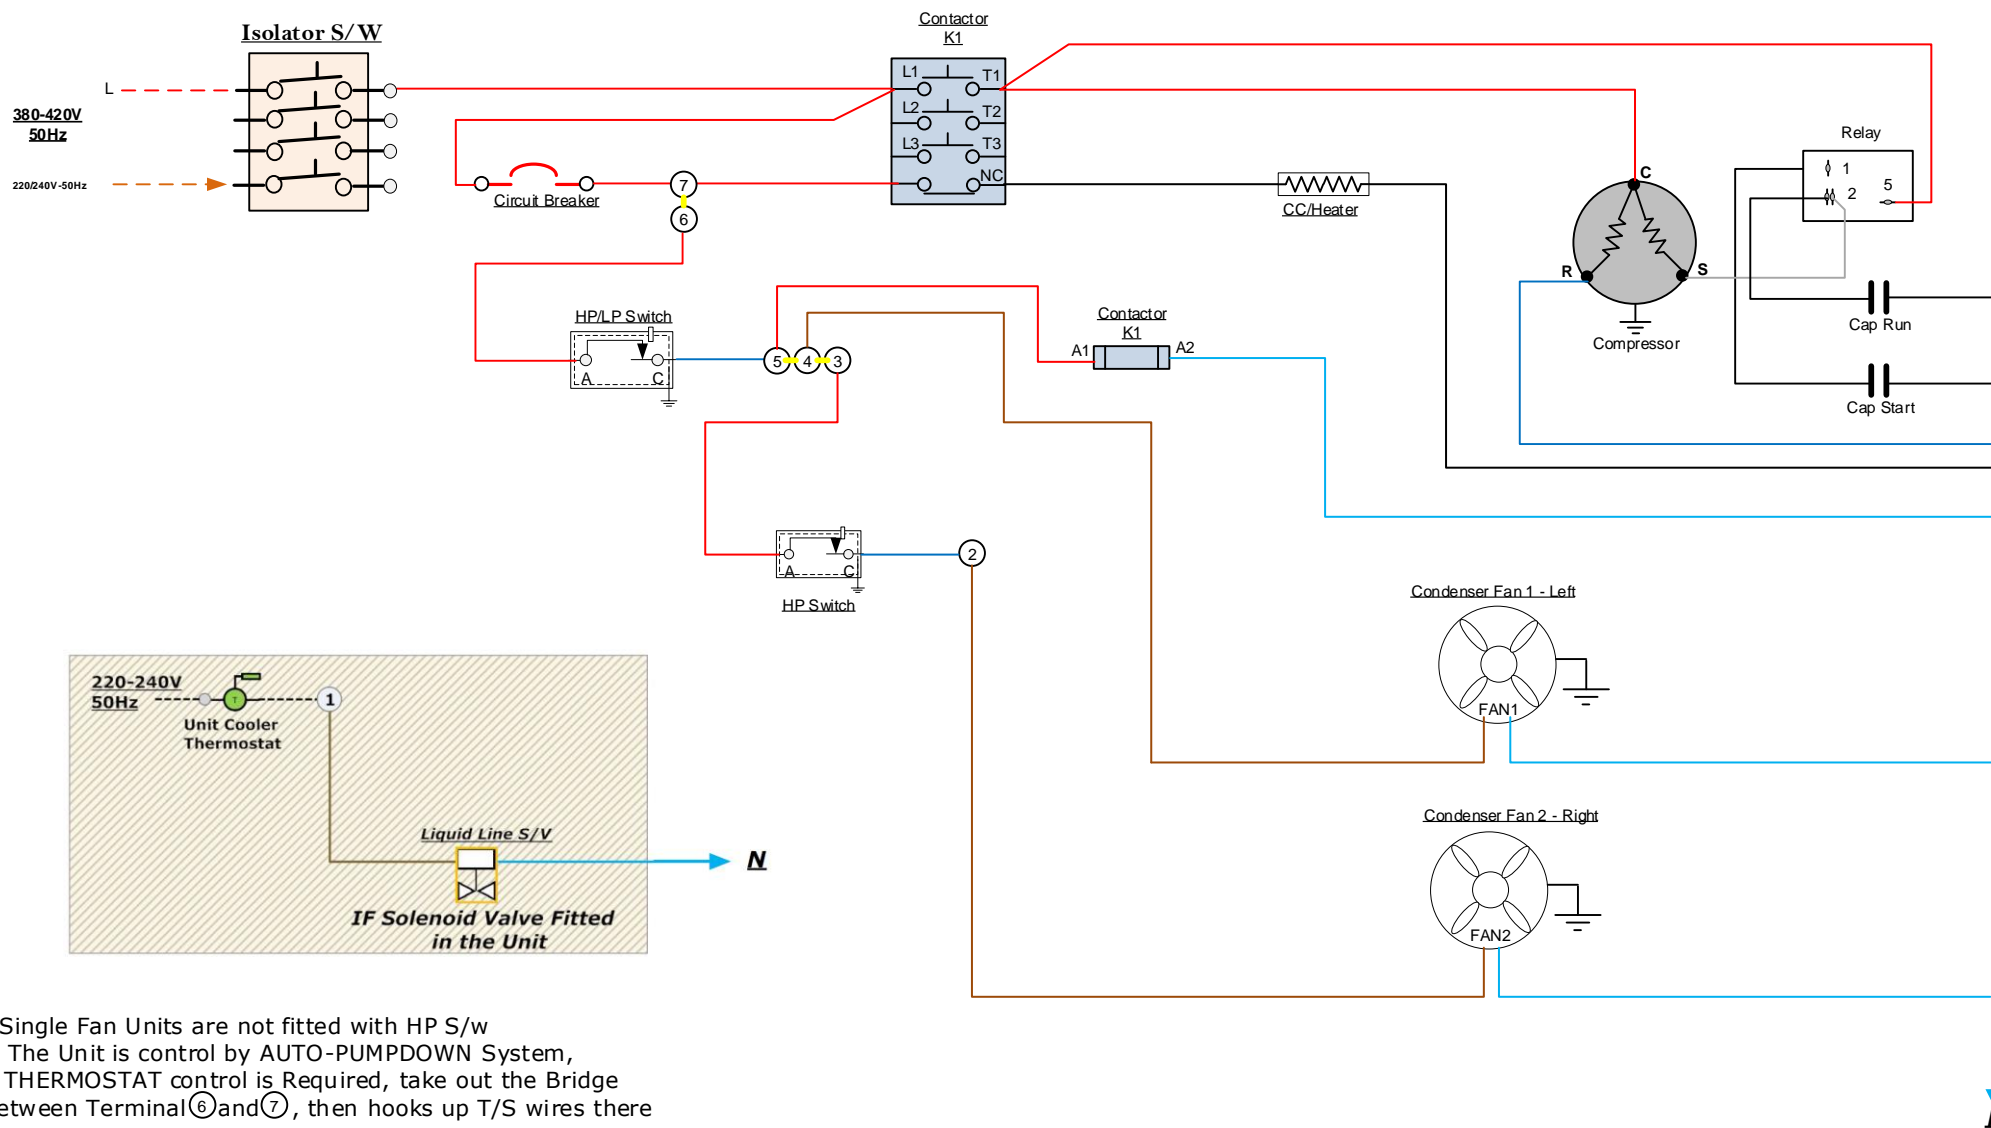 Isolator S/W
L
380-420V
50Hz
220/240V-50Hz
Contactor
K1
L1
T1
L2
T2
L3
T3
NC
Circuit Breaker
7
6
CC/Heater
Relay
1
2
5
C
R
S
Compressor
Cap Run
Cap Start
HP/LP Switch
A
C
5
4
3
Contactor
K1
A1
A2
A
C
HP Switch
2
Condenser Fan 1 - Left
FAN1
Condenser Fan 2 - Right
FAN2
220-240V
50Hz
T
1
Unit Cooler
Thermostat
Liquid Line S/V
N
IF Solenoid Valve Fitted
in the Unit
Single Fan Units are not fitted with HP S/w
The Unit is control by AUTO-PUMPDOWN System,
THERMOSTAT control is Required, take out the Bridge
etween Terminal 6 and 7, then hooks up T/S wires there